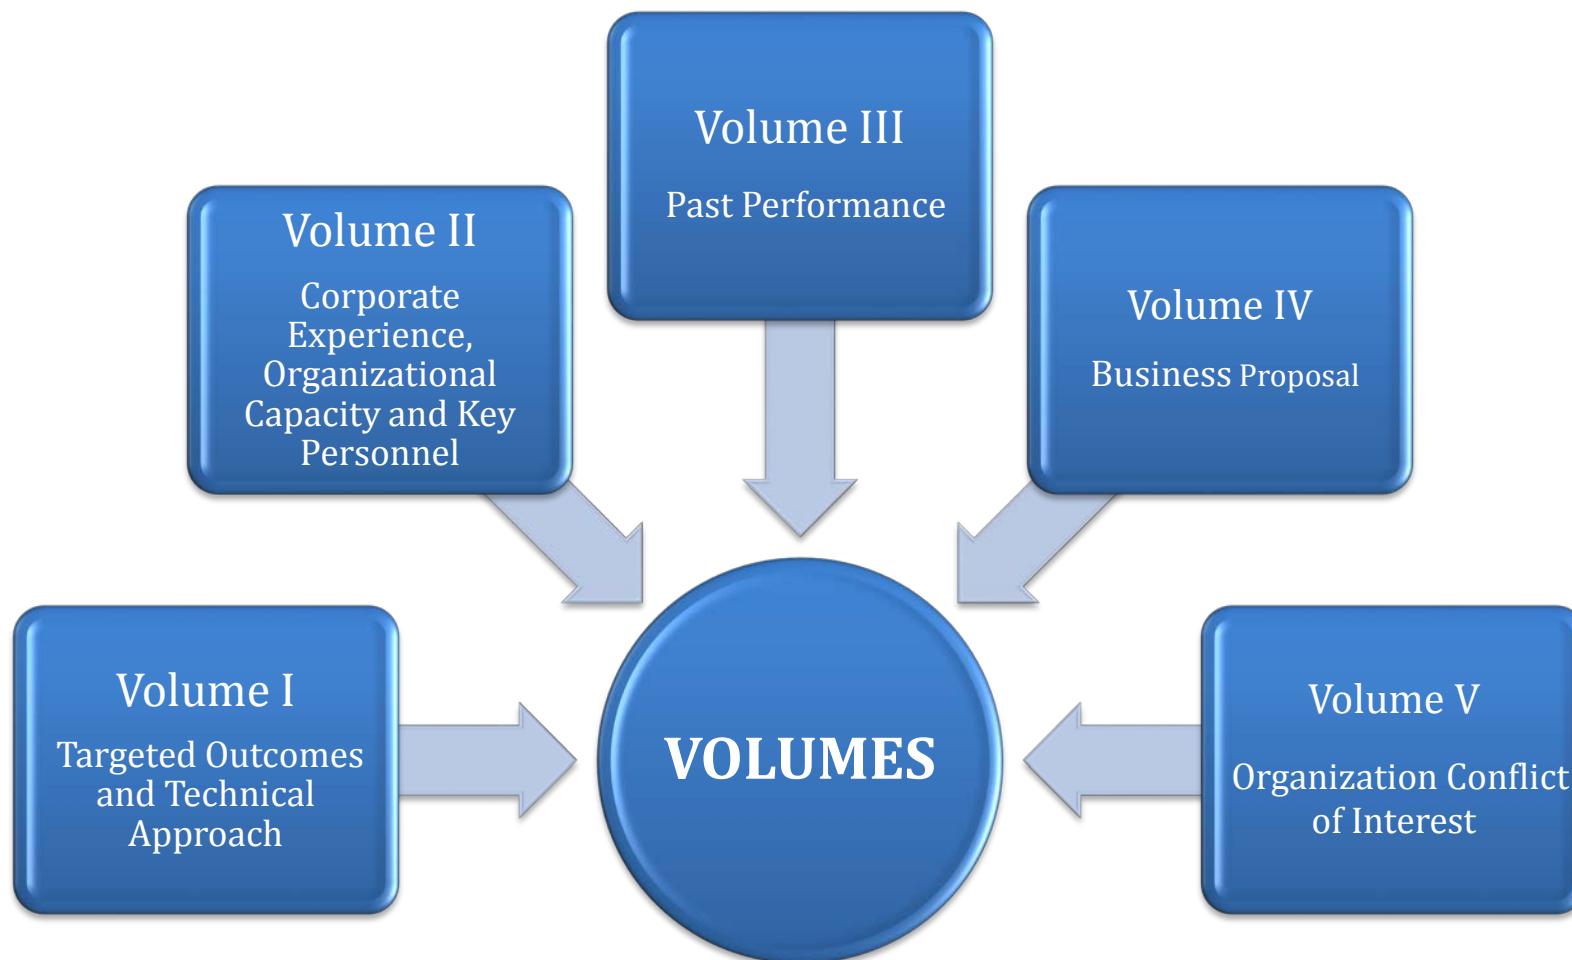 Volume I
Targeted Outcomes
and Technical
Approach
Volume II
Corporate
Experience,
Organizational
Capacity and Key
Personnel
Volume III
Past Performance
Volume IV
Business Proposal
Volume V
Organization Conflict
of Interest
VOLUMES